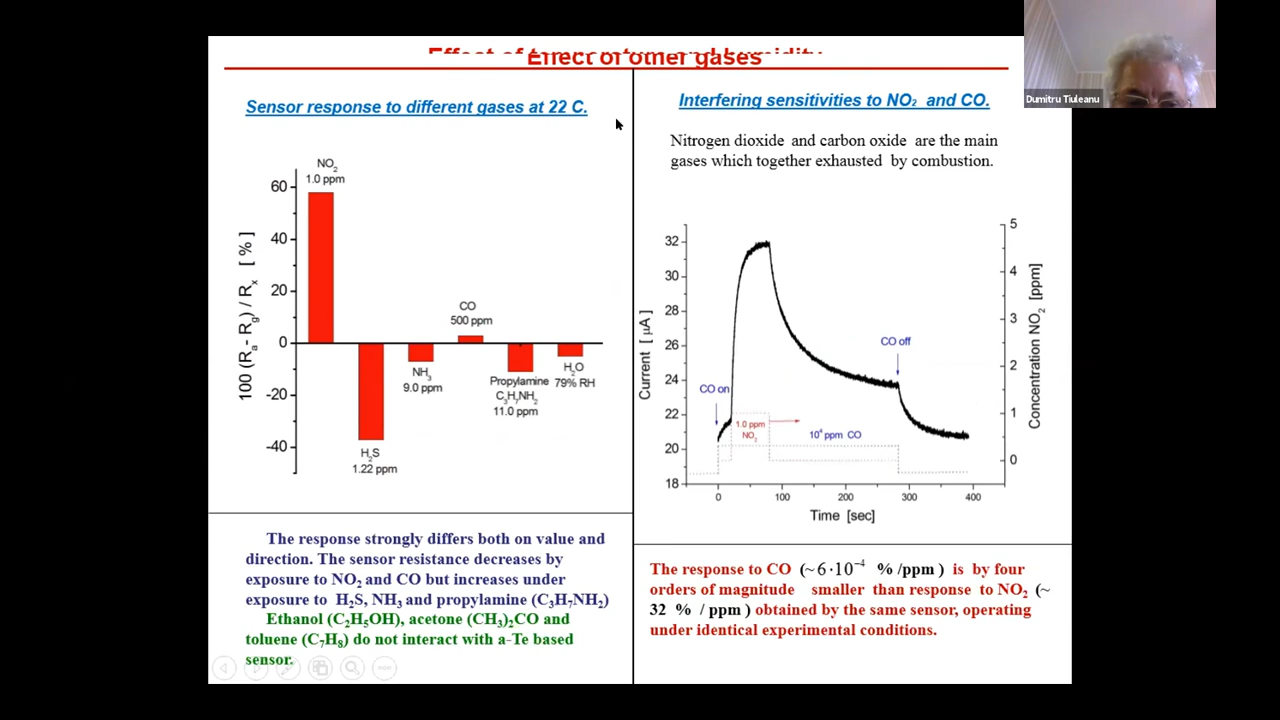 Effect of temperature and humidity
Effect of other gases
Dumitru Tiuleanu
Sensor response to different gases at 22 C.
NO2
1.0 ppm
60
40
20
0
-20
-40
100 (Ra - Rg) / Rx [ % ]
CO
500 ppm
NH3
9.0 ppm
Propylamine
C3H7NH2
11.0 ppm
H2O
79% RH
H2S
1.22 ppm
The response strongly differs both on value and
direction. The sensor resistance decreases by
exposure to NO2 and CO but increases under
exposure to H2S, NH3 and propylamine (C3H7NH2)
Ethanol (C2H5OH), acetone (CH3)2CO and
toluene (C7H8) do not interact with a-Te based
sensor.
Interfering sensitivities to NO2 and CO.
Nitrogen dioxide and carbon oxide are the main
gases which together exhausted by combustion.
32
30
28
26
24
22
20
18
Current [ µA ]
5
4
3
2
1
0
Concentration NO2 [ppm]
CO off
CO on
1.0 ppm
NO2
10^4 ppm CO
0 100 200 300 400
Time [sec]
The response to CO (~6·10^-4 % /ppm ) is by four
orders of magnitude smaller than response to NO2 (~
32 % / ppm ) obtained by the same sensor, operating
under identical experimental conditions.